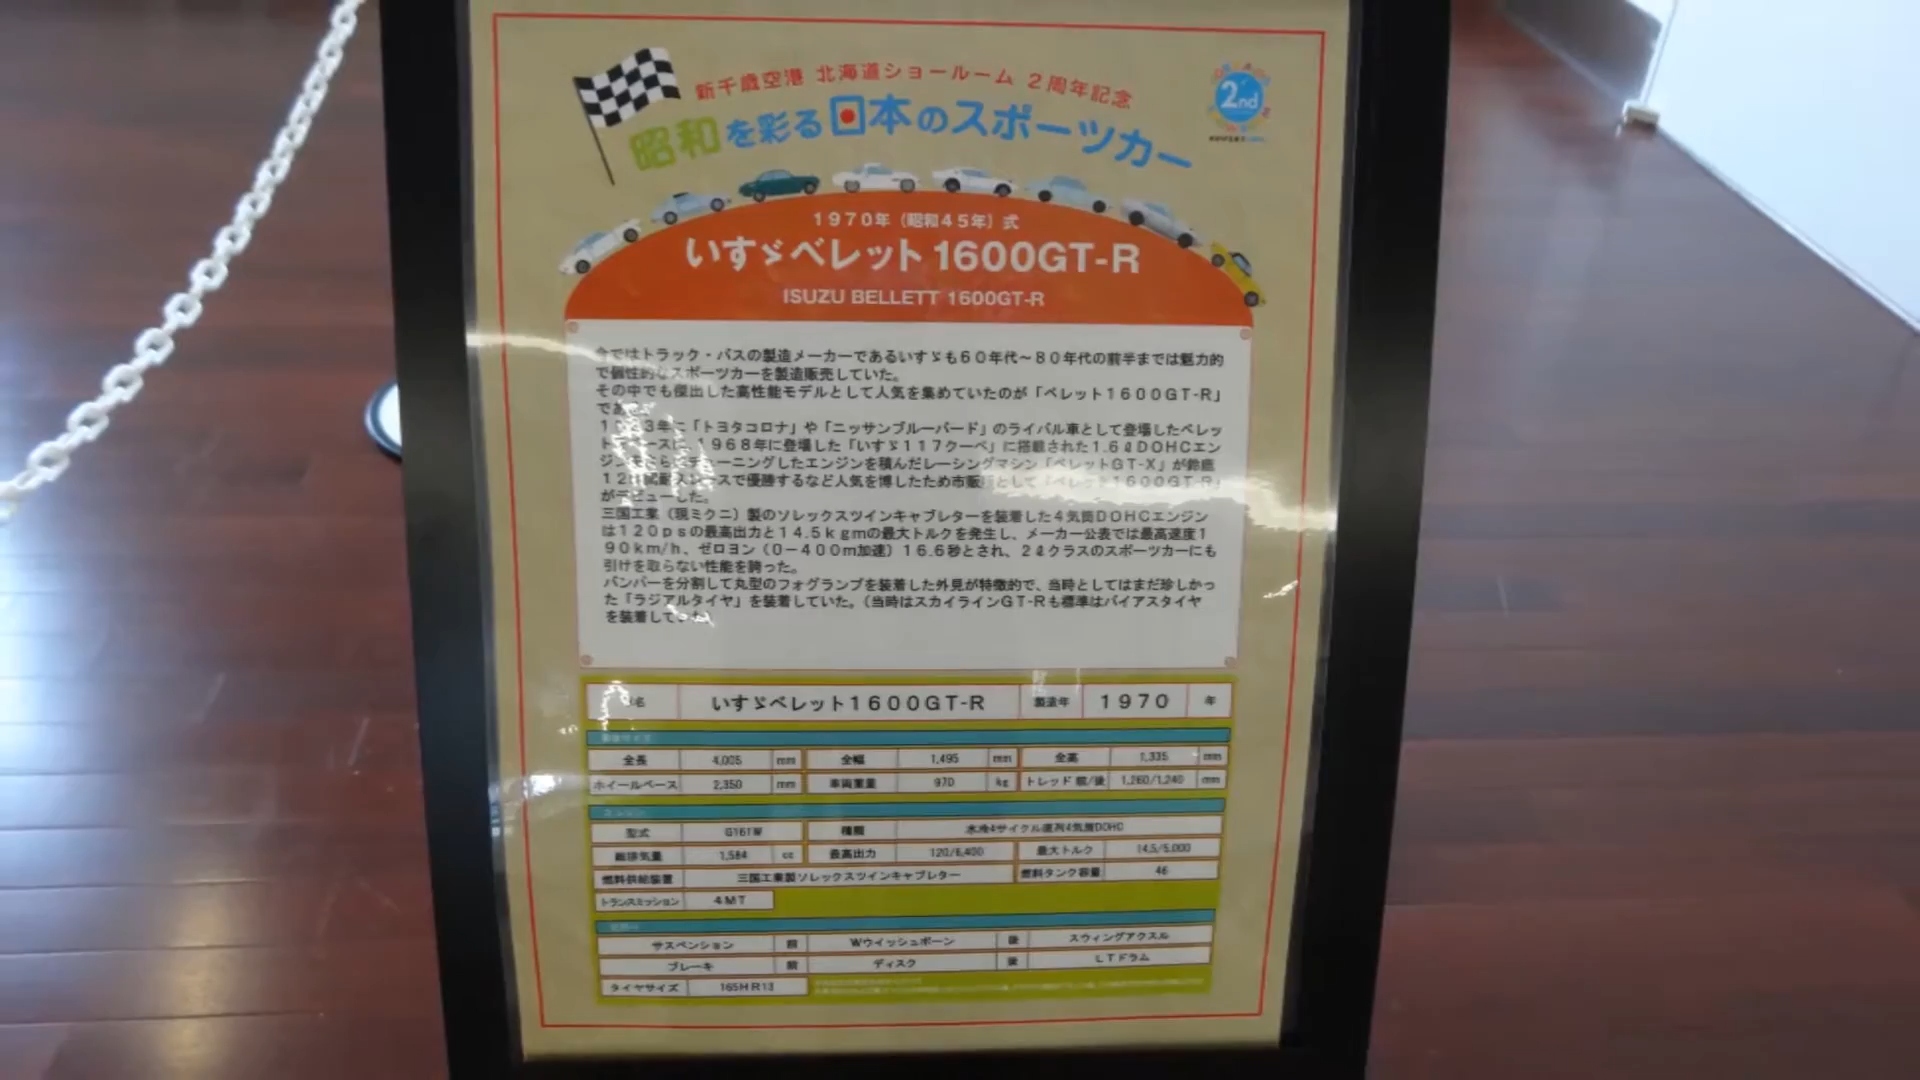 新千歳空港 北海道ショールーム 2周年記念
2nd
昭和を彩る日本のスポーツカー
1970年(昭和45年)式
いすゞベレット1600GT-R
ISUZU BELLETT 1600GT-R
今ではトラック・バスの製造メーカーであるいすゞも60年代~80年代の前半までは魅力的
で個性的なスポーツカーを製造販売していた。
その中でも傑出した高性能モデルとして人気を集めていたのが「ベレット1600GT-R」
である。
年に「トヨタコロナ」や「ニッサンブルーバード」のライバル車として登場したベレッ
1968年に登場した「いすゞ117クーペ」に搭載された1.6ℓDOHCエン
ジン チューニングしたエンジンを積んだレーシングマシン「ベレットGT-X」が鈴鹿
12 スで優勝するなど人気を博したため市販 として「ベレット1600GT-R」
がデビューした。
三国工業(現ミクニ)製のソレックスツインキャブレターを装着した4気筒DOHCエンジン
は120psの最高出力と14.5kgmの最大トルクを発生し、メーカー公表では最高速度1
90km/h、ゼロヨン(0-400m加速)16.6秒とされ、2ℓクラスのスポーツカーにも
引けを取らない性能を誇った。
バンパーを分割して丸型のフォグランプを装着した外見が特徴的で、当時としてはまだ珍しかっ
た「ラジアルタイヤ」を装着していた。(当時はスカイラインGT-Rも標準はバイアスタイヤ
を装着して
名 いすゞベレット1600GT-R 製造年 1970 年
全長 4,005 mm 全幅 1,495 mm 全高 1,335 mm
ホイールベース 2,350 mm 車両重量 970 kg トレッド 前/後 1,260/1,240 mm
型式 G161W 種類 水冷4サイクル直列4気筒DOHC
総排気量 1,584 cc 最高出力 120/6,400 最大トルク 14.5/5,000
燃料供給装置 三国工業製ソレックスツインキャブレター 燃料タンク容量 46
トランスミッション 4MT
サスペンション 前 Wウイッシュボーン 後 スウィングアクスル
ブレーキ 前 ディスク 後 LTドラム
タイヤサイズ 165HR13